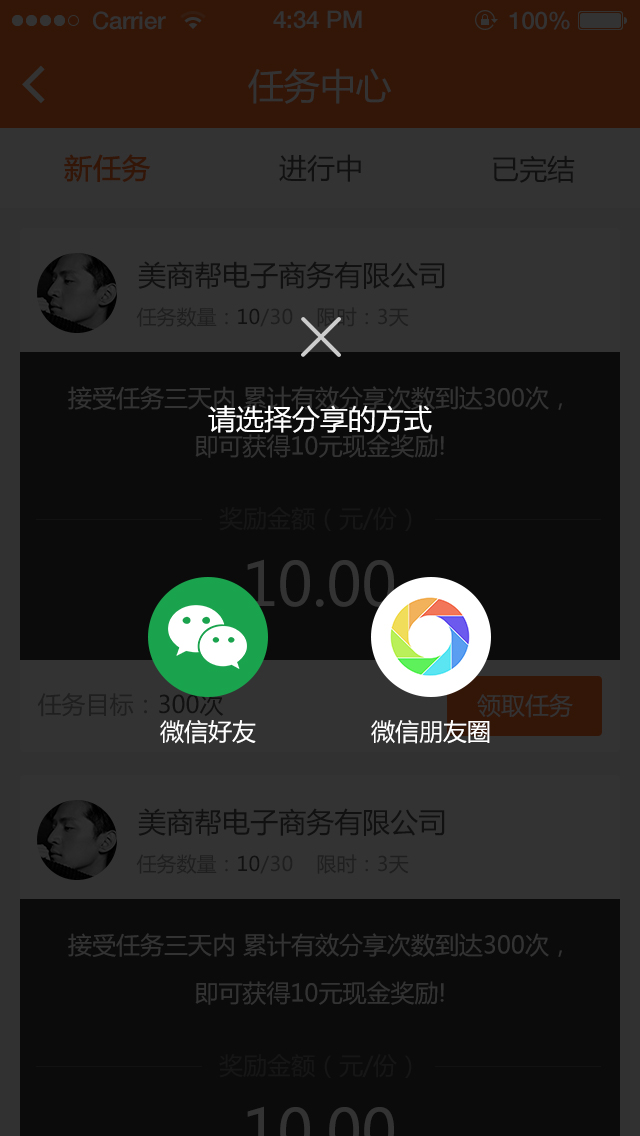 Carrier 4:34 PM 100%
任务中心
新任务 进行中 已完结
美商帮电子商务有限公司
任务数量：10/30 限时：3天
接受任务三天内 累计有效分享次数到达300次，
请选择分享的方式
即可获得10元现金奖励!
奖励金额（元/份）
10.00
任务目标：300次 领取任务
微信好友 微信朋友圈
美商帮电子商务有限公司
任务数量：10/30 限时：3天
接受任务三天内 累计有效分享次数到达300次，
即可获得10元现金奖励!
奖励金额（元/份）
10.00